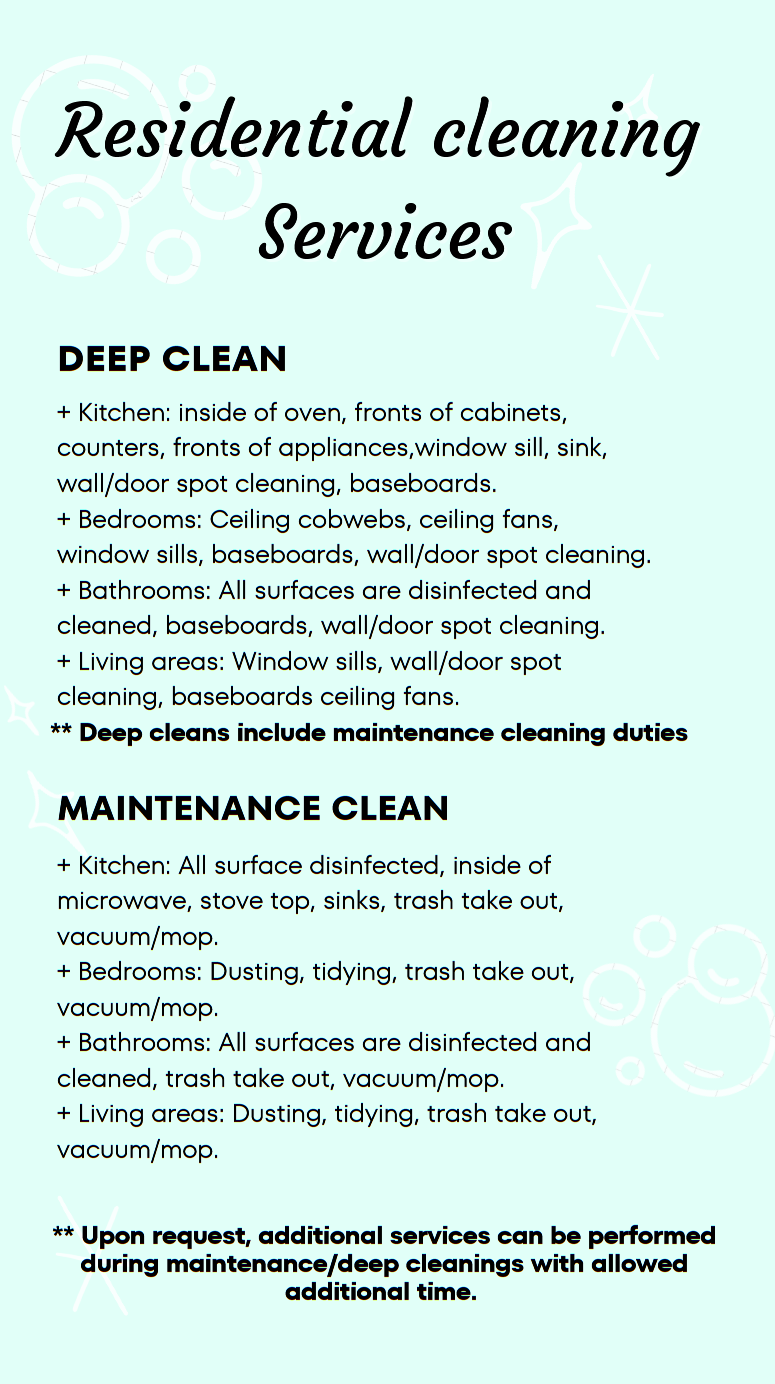 Residential cleaning
Services
DEEP CLEAN
+ Kitchen: inside of oven, fronts of cabinets,
counters, fronts of appliances,window sill, sink,
wall/door spot cleaning, baseboards.
+ Bedrooms: Ceiling cobwebs, ceiling fans,
window sills, baseboards, wall/door spot cleaning.
+ Bathrooms: All surfaces are disinfected and
cleaned, baseboards, wall/door spot cleaning.
+ Living areas: Window sills, wall/door spot
cleaning, baseboards ceiling fans.
** Deep cleans include maintenance cleaning duties
MAINTENANCE CLEAN
+ Kitchen: All surface disinfected, inside of
microwave, stove top, sinks, trash take out,
vacuum/mop.
+ Bedrooms: Dusting, tidying, trash take out,
vacuum/mop.
+ Bathrooms: All surfaces are disinfected and
cleaned, trash take out, vacuum/mop.
+ Living areas: Dusting, tidying, trash take out,
vacuum/mop.
** Upon request, additional services can be performed
during maintenance/deep cleanings with allowed
additional time.